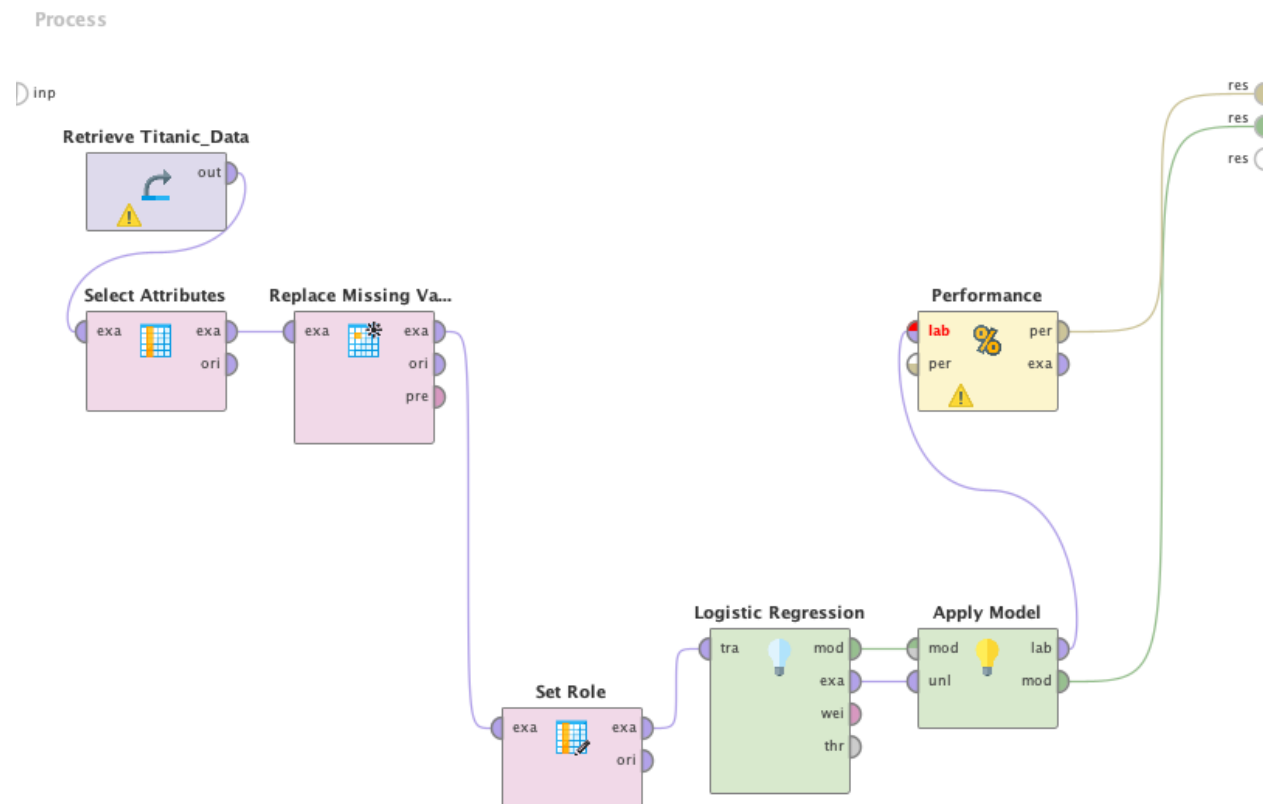 Process
inp
res
res
res
Retrieve Titanic_Data
out
Select Attributes
exa exa
ori
Replace Missing Va...
exa exa
ori
pre
Performance
lab per
per exa
%
Set Role
exa exa
ori
Logistic Regression
tra mod
exa
wei
thr
Apply Model
mod lab
unl mod